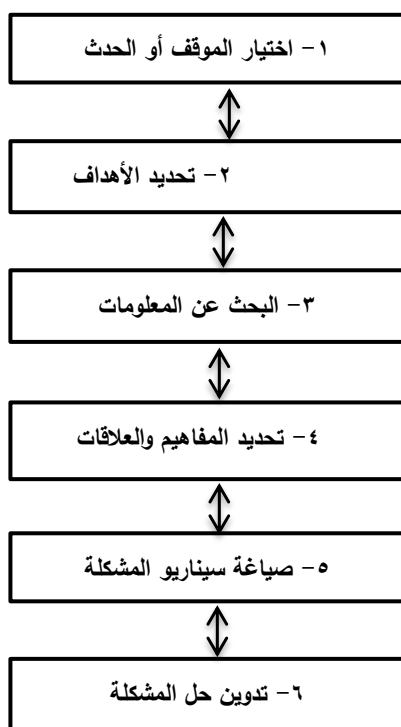 ١- اختيار الموقف أو الحدث
٢- تحديد الأهداف
٣- البحث عن المعلومات
٤- تحديد المفاهيم والعلاقات
٥- صياغة سيناريو المشكلة
٦- تدوين حل المشكلة